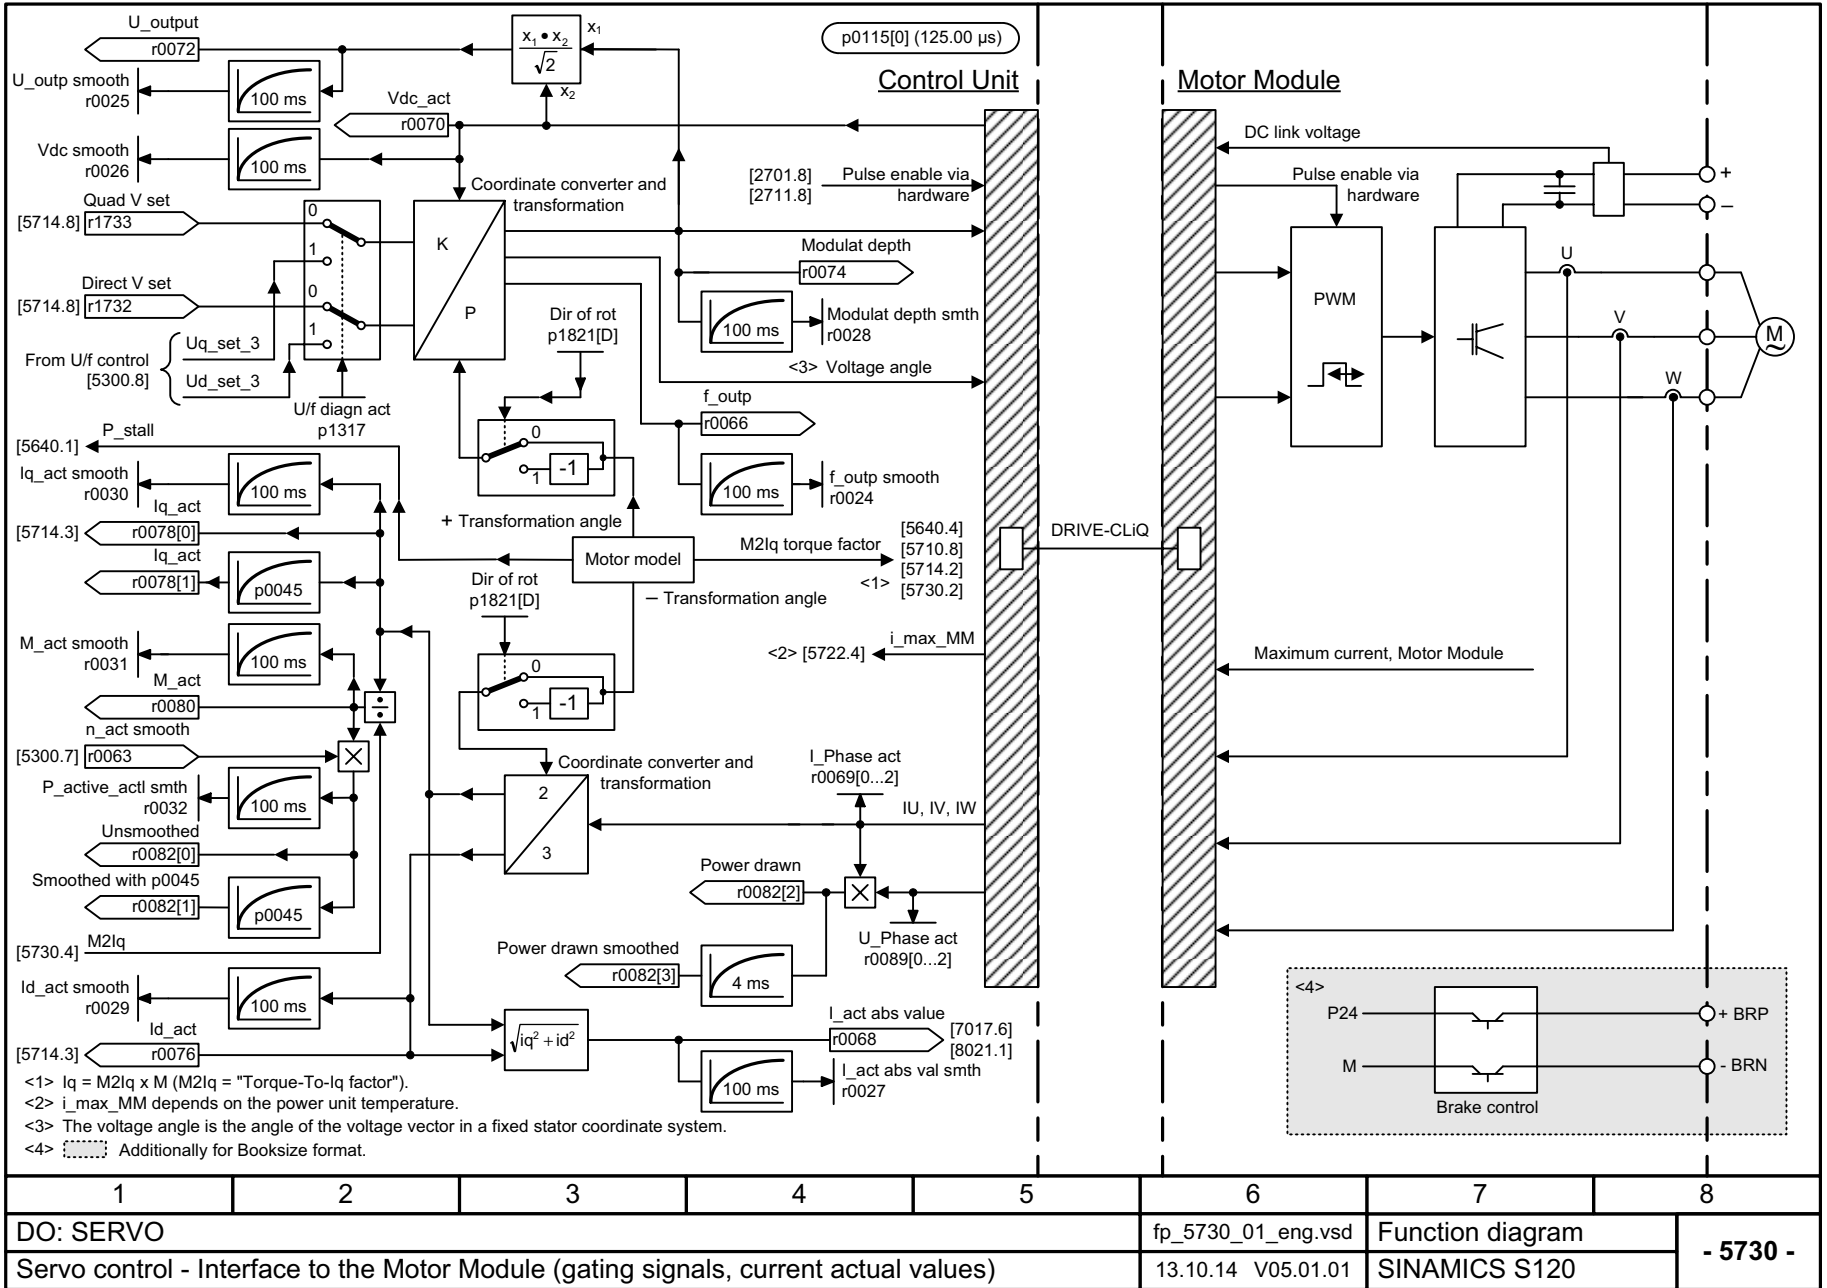 U_output
r0072
U_outp smooth
r0025
100 ms
x1 • x2
√2
x1
x2
p0115[0] (125.00 µs)
Control Unit
Motor Module
Vdc_act
r0070
Vdc smooth
r0026
100 ms
Quad V set
[5714.8] r1733
Direct V set
[5714.8] r1732
0
1
0
1
From U/f control
[5300.8]
Uq_set_3
Ud_set_3
U/f diagn act
p1317
Coordinate converter and
transformation
K
P
[2701.8]
[2711.8]
Pulse enable via
hardware
Modulat depth
r0074
100 ms
Modulat depth smth
r0028
<3> Voltage angle
Dir of rot
p1821[D]
0
1
-1
f_outp
r0066
100 ms
f_outp smooth
r0024
DC link voltage
Pulse enable via
hardware
+
–
PWM
U
V
W
M
~
P_stall
[5640.1]
Iq_act smooth
r0030
100 ms
Iq_act
[5714.3] r0078[0]
Iq_act
r0078[1]
p0045
+ Transformation angle
Motor model
M2Iq torque factor
<1>
[5640.4]
[5710.8]
[5714.2]
[5730.2]
DRIVE-CLiQ
Dir of rot
p1821[D]
– Transformation angle
0
1
-1
M_act smooth
r0031
100 ms
M_act
r0080
÷
n_act smooth
[5300.7] r0063
×
i_max_MM
<2> [5722.4]
Maximum current, Motor Module
P_active_actl smth
r0032
100 ms
Unsmoothed
r0082[0]
Smoothed with p0045
r0082[1]
p0045
M2Iq
[5730.4]
Coordinate converter and
transformation
2
3
I_Phase act
r0069[0...2]
IU, IV, IW
Power drawn
r0082[2]
×
U_Phase act
r0089[0...2]
Power drawn smoothed
r0082[3]
4 ms
Id_act smooth
r0029
100 ms
Id_act
[5714.3] r0076
√iq² + id²
I_act abs value
r0068
[7017.6]
[8021.1]
100 ms
I_act abs val smth
r0027
<4>
P24
M
+ BRP
- BRN
Brake control
<1> Iq = M2Iq x M (M2Iq = "Torque-To-Iq factor").
<2> i_max_MM depends on the power unit temperature.
<3> The voltage angle is the angle of the voltage vector in a fixed stator coordinate system.
<4> Additionally for Booksize format.
1 2 3 4 5 6 7 8
DO: SERVO
fp_5730_01_eng.vsd
Function diagram
- 5730 -
Servo control - Interface to the Motor Module (gating signals, current actual values)
13.10.14 V05.01.01
SINAMICS S120